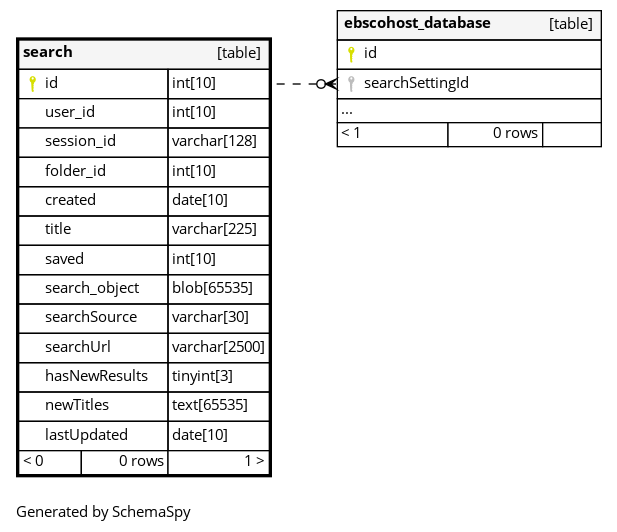 search [table]
id int[10]
user_id int[10]
session_id varchar[128]
folder_id int[10]
created date[10]
title varchar[225]
saved int[10]
search_object blob[65535]
searchSource varchar[30]
searchUrl varchar[2500]
hasNewResults tinyint[3]
newTitles text[65535]
lastUpdated date[10]
< 0 0 rows 1 >
ebscohost_database [table]
id
searchSettingId
...
< 1 0 rows
Generated by SchemaSpy